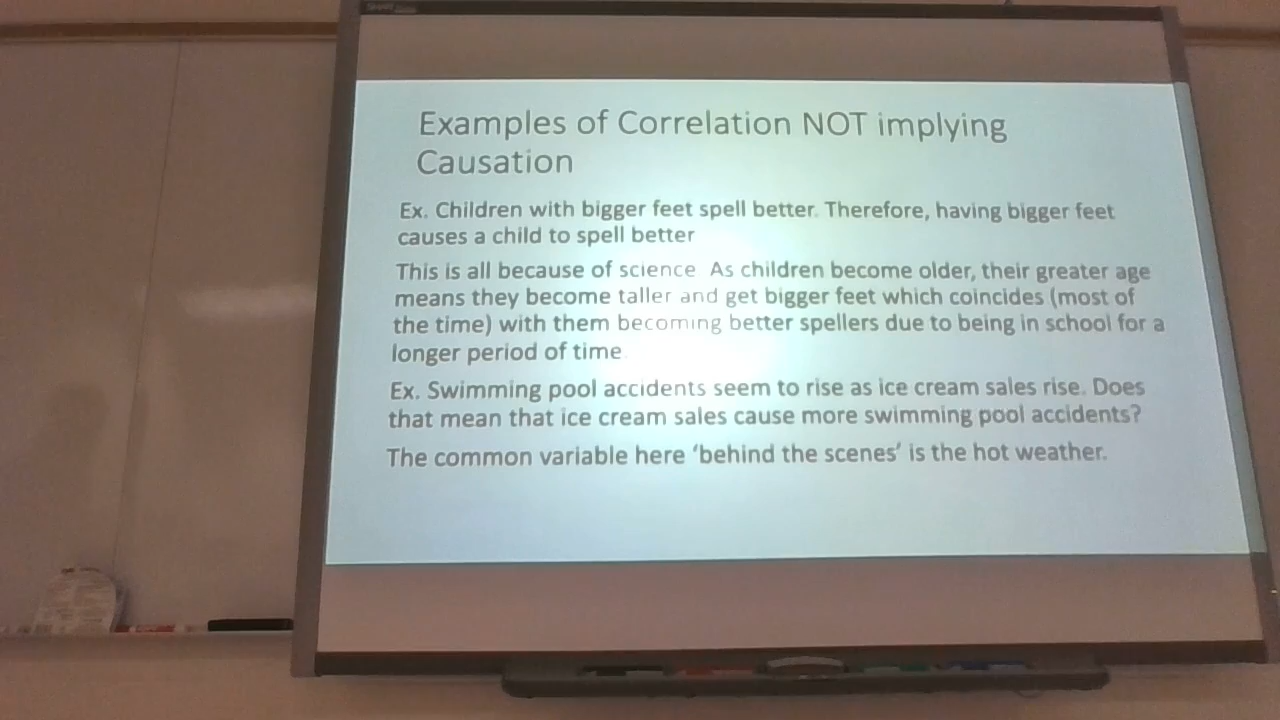 Examples of Correlation NOT implying
Causation
Ex. Children with bigger feet spell better. Therefore, having bigger feet
causes a child to spell better
This is all because of science As children become older, their greater age
means they become taller and get bigger feet which coincides (most of
the time) with them becoming better spellers due to being in school for a
longer period of time
Ex. Swimming pool accidents seem to rise as ice cream sales rise. Does
that mean that ice cream sales cause more swimming pool accidents?
The common variable here ‘behind the scenes’ is the hot weather.